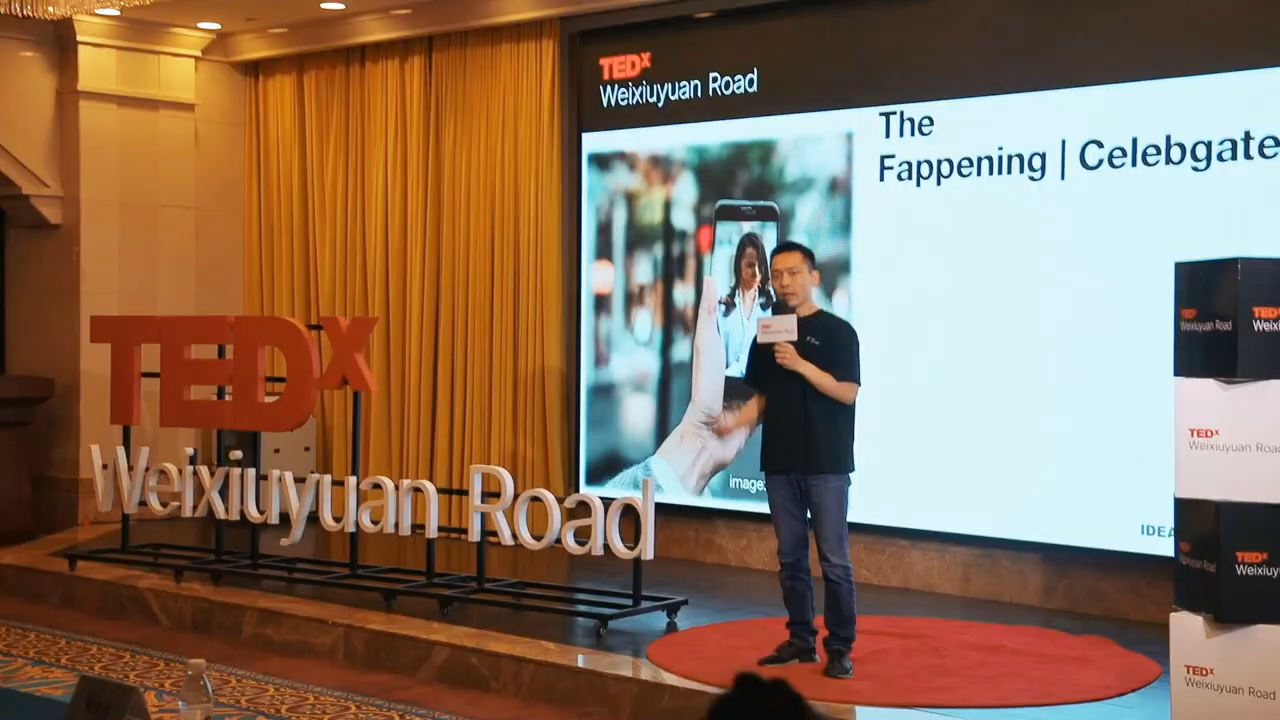 TEDx
Weixiuyuan Road
The
Fappening | Celebgate
image:
IDEA
TEDx
Weixiuyuan Road
TEDx
Weixiuyuan Road
TEDx
Weixiuyuan Road
TEDx
Weixiuyuan Road